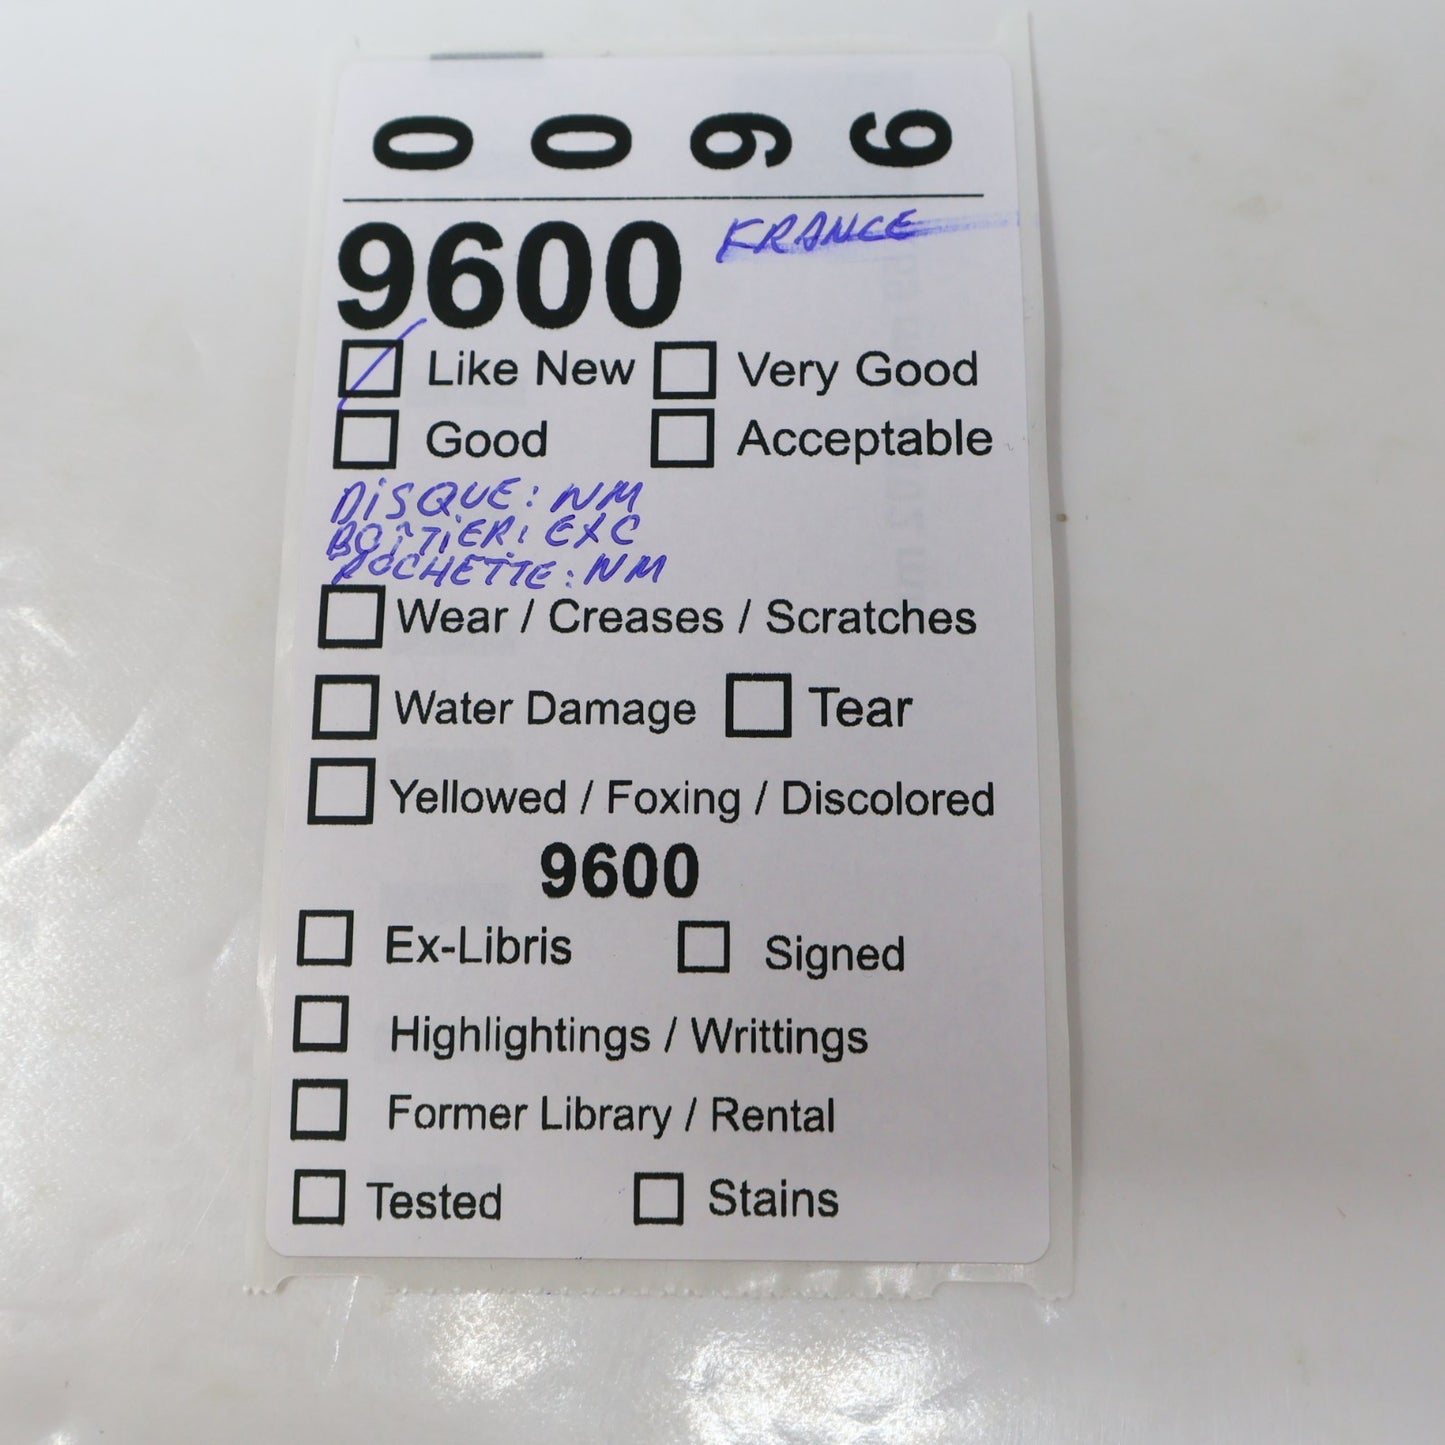 9600
9600 FRANCE
Like New Very Good
Good Acceptable
DISQUE: NM
BOÎTIER: EXC
POCHETTE: NM
Wear / Creases / Scratches
Water Damage Tear
Yellowed / Foxing / Discolored
9600
Ex-Libris Signed
Highlightings / Writtings
Former Library / Rental
Tested Stains